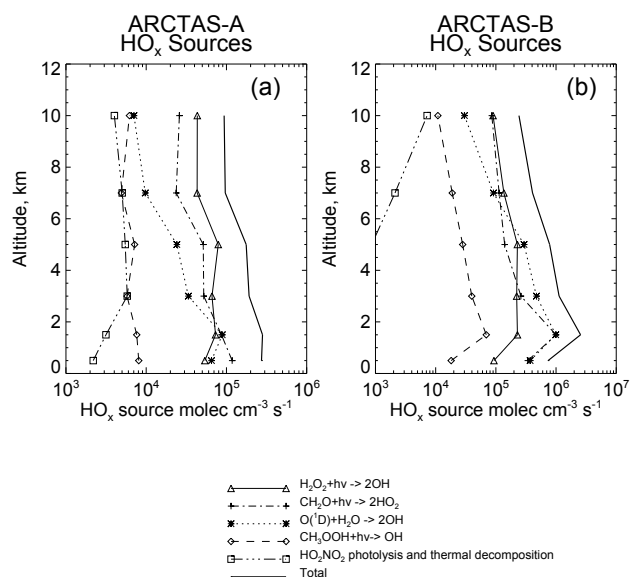 ARCTAS-A
HOₓ Sources
(a)
12
10
8
6
4
2
0
Altitude, km
10³ 10⁴ 10⁵ 10⁶
HOₓ source molec cm⁻³ s⁻¹
ARCTAS-B
HOₓ Sources
(b)
12
10
8
6
4
2
0
Altitude, km
10³ 10⁴ 10⁵ 10⁶ 10⁷
HOₓ source molec cm⁻³ s⁻¹
H₂O₂+hν -> 2OH
CH₂O+hν -> 2HO₂
O(¹D)+H₂O -> 2OH
CH₃OOH+hν-> OH
HO₂NO₂ photolysis and thermal decomposition
Total